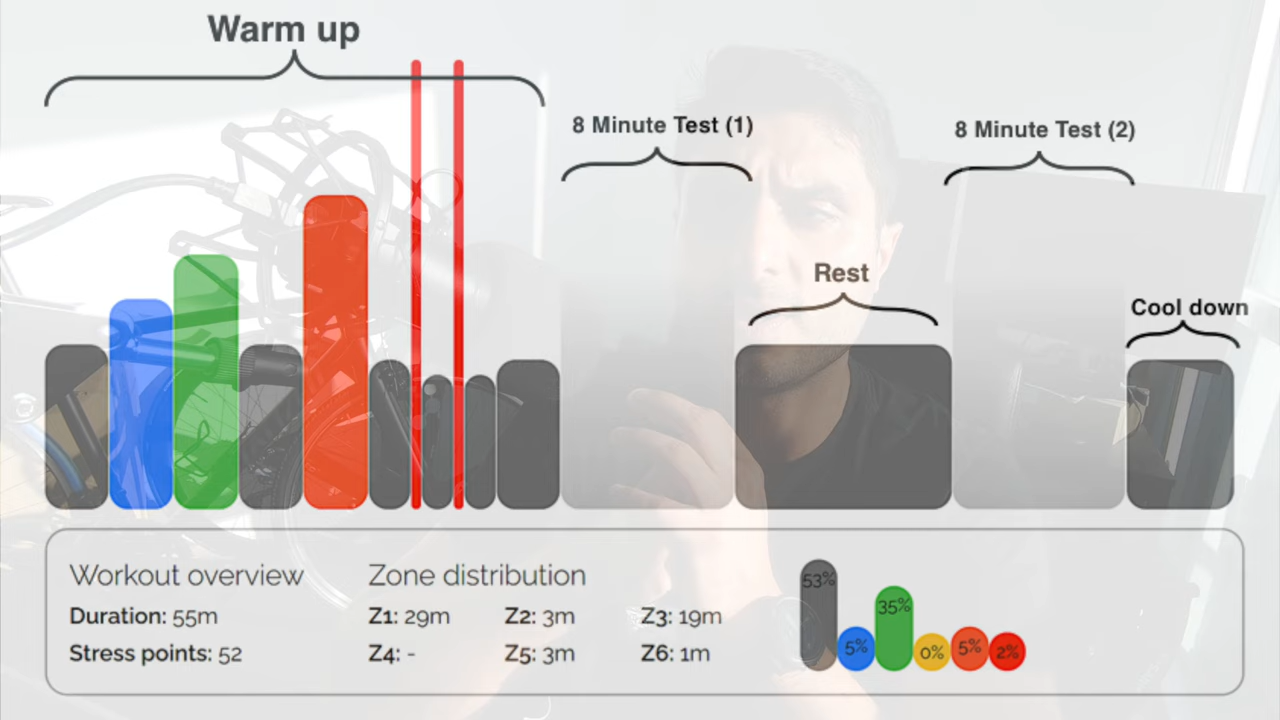 Warm up
8 Minute Test (1)
8 Minute Test (2)
Rest
Cool down
Workout overview
Duration: 55m
Stress points: 52
Zone distribution
Z1: 29m Z2: 3m Z3: 19m
Z4: - Z5: 3m Z6: 1m
53%
5%
35%
0%
5%
2%